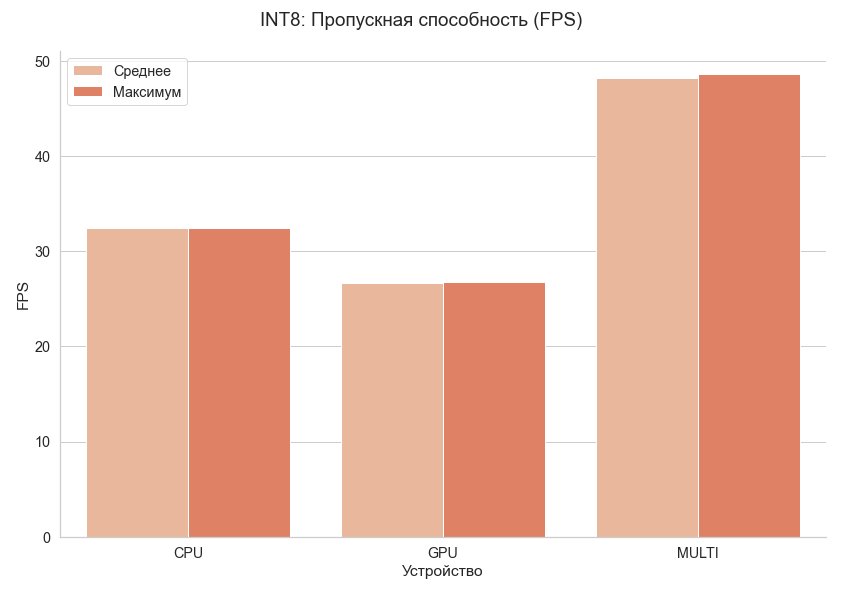 INT8: Пропускная способность (FPS)
Среднее
Максимум
50
40
30
20
10
0
FPS
CPU
GPU
MULTI
Устройство